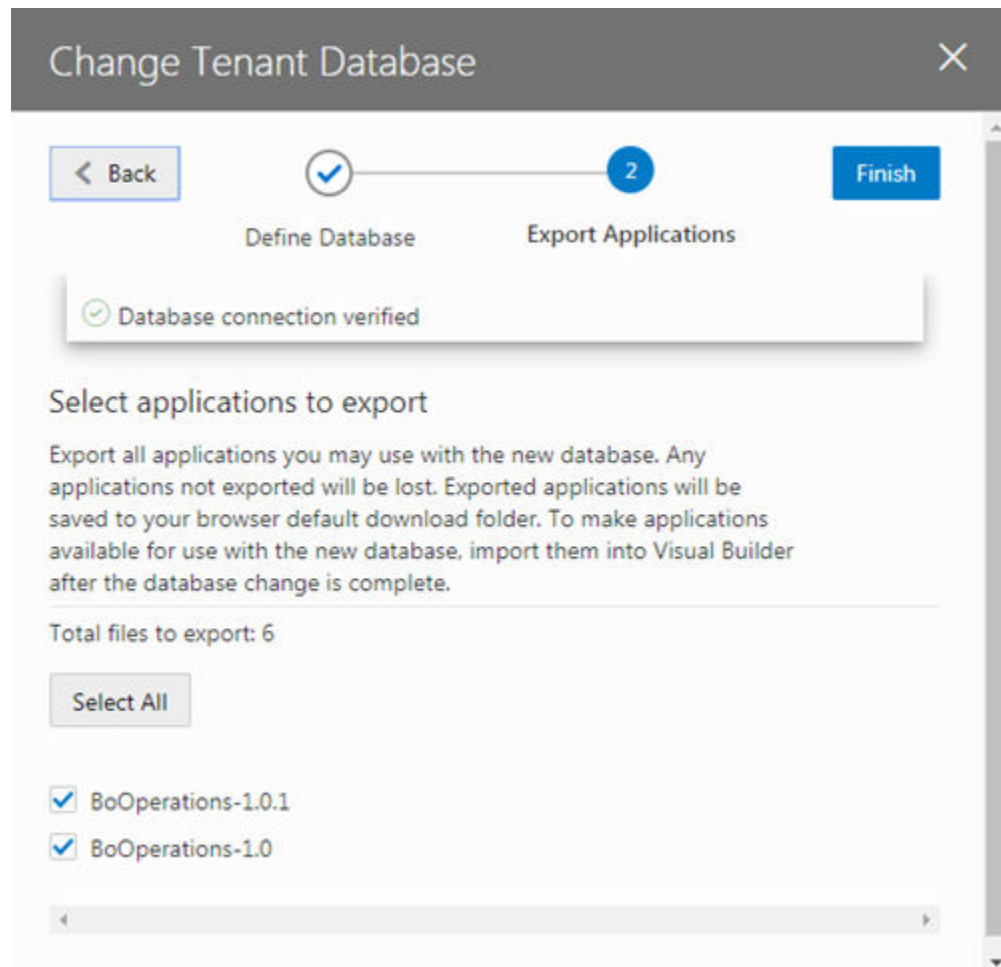 Change Tenant Database
Back
2
Finish
Define Database
Export Applications
Database connection verified
Select applications to export
Export all applications you may use with the new database. Any
applications not exported will be lost. Exported applications will be
saved to your browser default download folder. To make applications
available for use with the new database, import them into Visual Builder
after the database change is complete.
Total files to export: 6
Select All
BoOperations-1.0.1
BoOperations-1.0